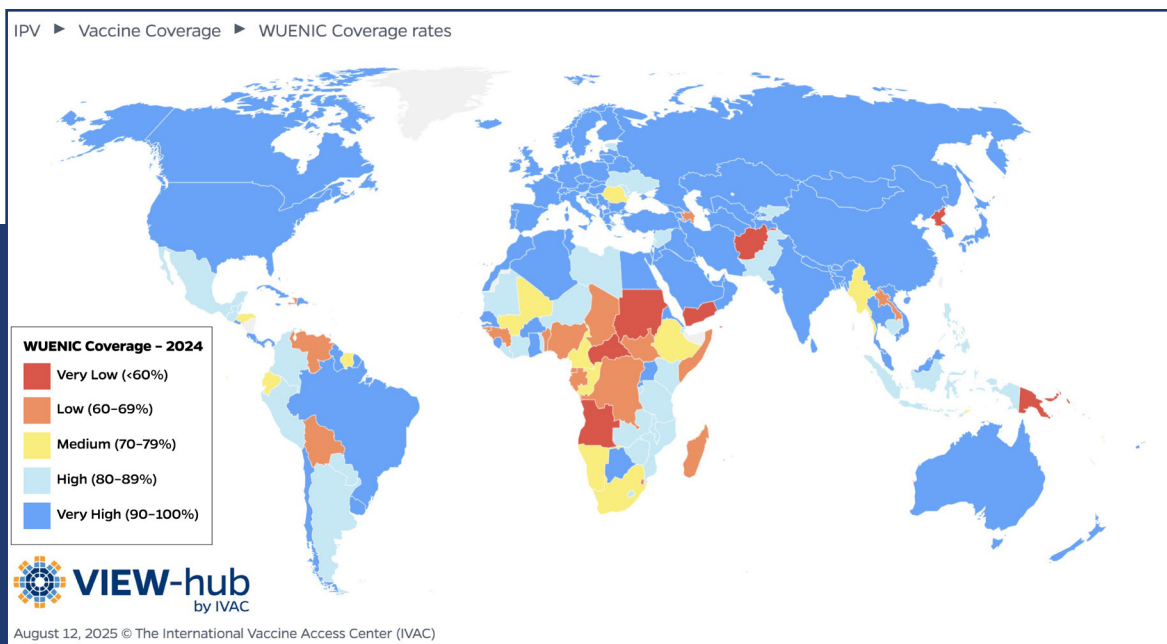 IPV ► Vaccine Coverage ► WUENIC Coverage rates
WUENIC Coverage – 2024
Very Low (<60%)
Low (60–69%)
Medium (70–79%)
High (80–89%)
Very High (90–100%)
VIEW-hub
by IVAC
August 12, 2025 © The International Vaccine Access Center (IVAC)